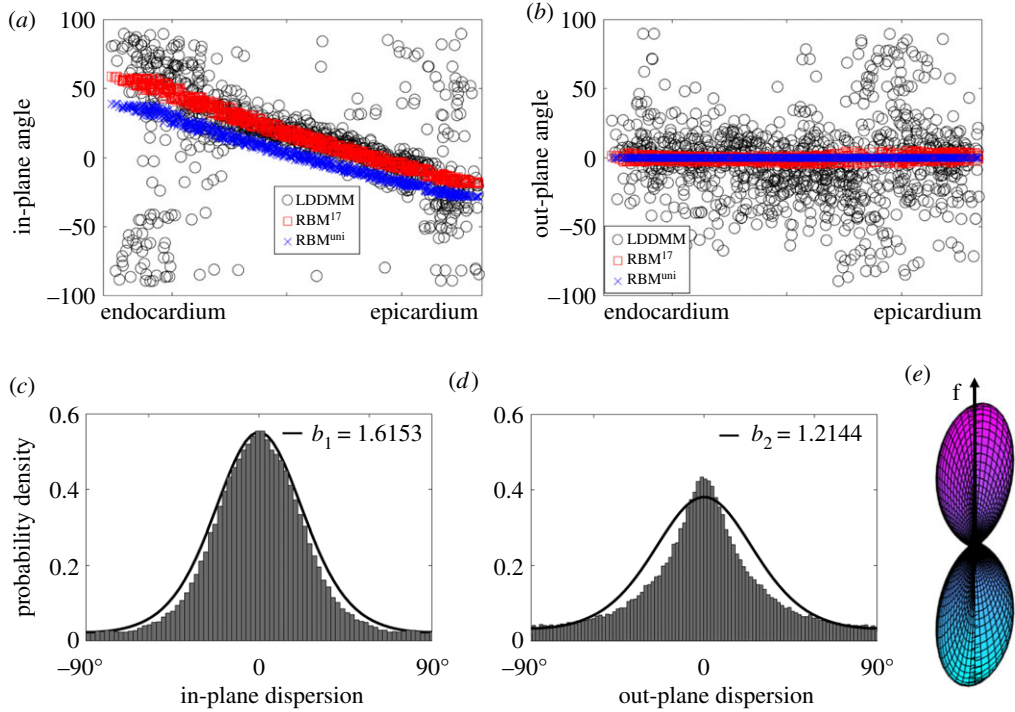 (a)
100
50
0
−50
−100
in-plane angle
LDDMM
RBM¹⁷
RBMᵘⁿⁱ
endocardium
epicardium
(b)
100
50
0
−50
−100
out-plane angle
LDDMM
RBM¹⁷
RBMᵘⁿⁱ
endocardium
epicardium
(c)
0.6
0.4
0.2
0
probability density
b₁ = 1.6153
−90°
0
90°
in-plane dispersion
(d)
0.6
0.4
0.2
0
b₂ = 1.2144
−90°
0
90°
out-plane dispersion
(e)
f